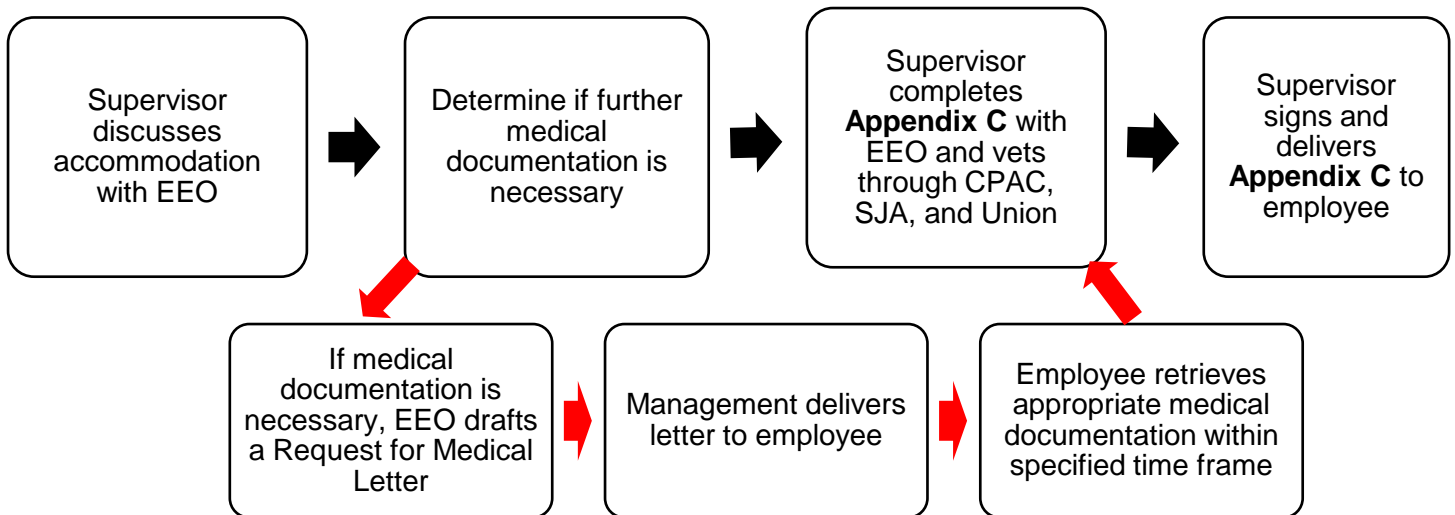 Supervisor
discusses
accommodation
with EEO
Determine if further
medical
documentation is
necessary
Supervisor
completes
Appendix C with
EEO and vets
through CPAC,
SJA, and Union
Supervisor
signs and
delivers
Appendix C to
employee
If medical
documentation is
necessary, EEO drafts
a Request for Medical
Letter
Management delivers
letter to employee
Employee retrieves
appropriate medical
documentation within
specified time frame